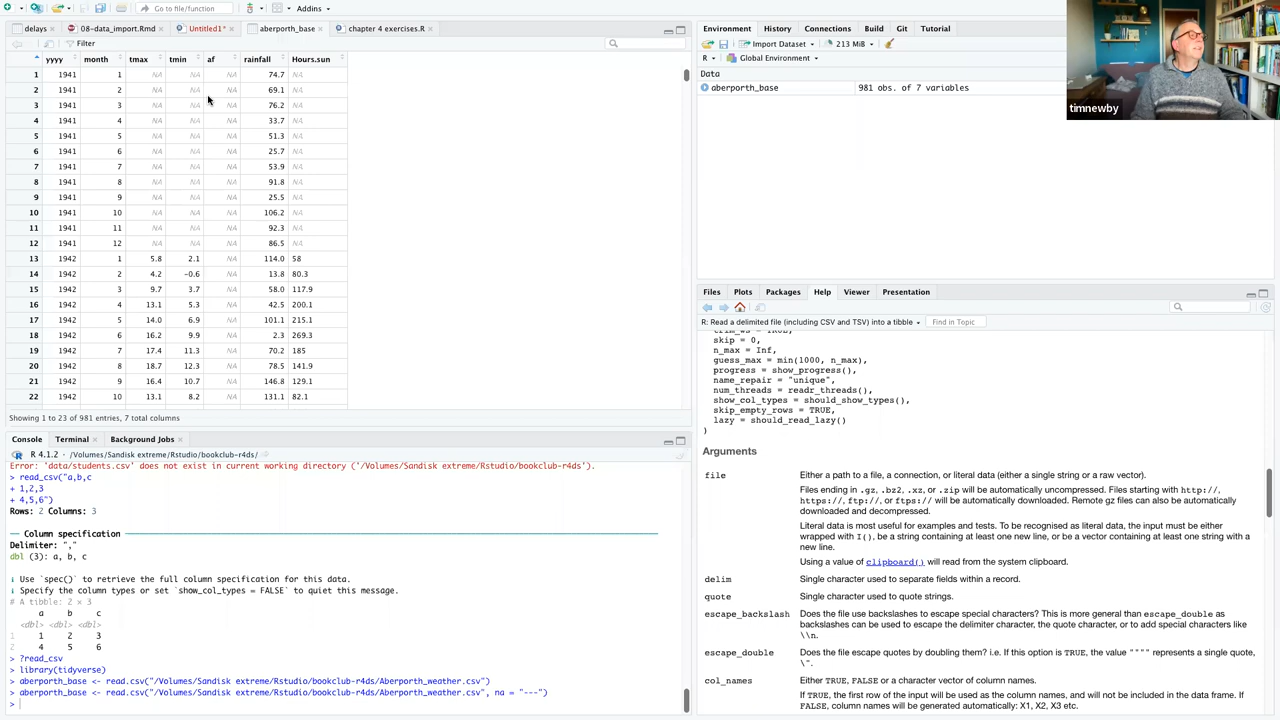 Go to file/function
Addins
delays
08-data_import.Rmd
Untitled1*
aberporth_base
chapter 4 exercises.R
Filter
yyyy month tmax tmin af rainfall Hours.sun
1 1941 1 NA NA NA 74.7 NA
2 1941 2 NA NA NA 69.1 NA
3 1941 3 NA NA NA 76.2 NA
4 1941 4 NA NA NA 33.7 NA
5 1941 5 NA NA NA 51.3 NA
6 1941 6 NA NA NA 25.7 NA
7 1941 7 NA NA NA 53.9 NA
8 1941 8 NA NA NA 91.8 NA
9 1941 9 NA NA NA 25.5 NA
10 1941 10 NA NA NA 106.2 NA
11 1941 11 NA NA NA 92.3 NA
12 1941 12 NA NA NA 86.5 NA
13 1942 1 5.8 2.1 NA 114.0 58
14 1942 2 4.2 −0.6 NA 13.8 80.3
15 1942 3 9.7 3.7 NA 58.0 117.9
16 1942 4 13.1 5.3 NA 42.5 200.1
17 1942 5 14.0 6.9 NA 101.1 215.1
18 1942 6 16.2 9.9 NA 2.3 269.3
19 1942 7 17.4 11.3 NA 70.2 185
20 1942 8 18.7 12.3 NA 78.5 141.9
21 1942 9 16.4 10.7 NA 146.8 129.1
22 1942 10 13.1 8.2 NA 131.1 82.1
Showing 1 to 23 of 981 entries, 7 total columns
Console Terminal Background Jobs
R 4.1.2 · /Volumes/Sandisk extreme/Rstudio/bookclub-r4ds/
Error: 'data/students.csv' does not exist in current working directory ('/Volumes/Sandisk extreme/Rstudio/bookclub-r4ds').
> read_csv("a,b,c
+ 1,2,3
+ 4,5,6")
Rows: 2 Columns: 3
── Column specification ──
Delimiter: ","
dbl (3): a, b, c
ℹ Use `spec()` to retrieve the full column specification for this data.
ℹ Specify the column types or set `show_col_types = FALSE` to quiet this message.
# A tibble: 2 × 3
a b c
<dbl> <dbl> <dbl>
1 1 2 3
2 4 5 6
> ?read_csv
> library(tidyverse)
> aberporth_base <- read.csv("/Volumes/Sandisk extreme/Rstudio/bookclub-r4ds/Aberporth_weather.csv")
> aberporth_base <- read.csv("/Volumes/Sandisk extreme/Rstudio/bookclub-r4ds/Aberporth_weather.csv", na = "---")
>
Environment History Connections Build Git Tutorial
Import Dataset 213 MiB
R Global Environment
Data
aberporth_base 981 obs. of 7 variables
timnewby
Files Plots Packages Help Viewer Presentation
R: Read a delimited file (including CSV and TSV) into a tibble Find in Topic
trim_ws = TRUE,
skip = 0,
n_max = Inf,
guess_max = min(1000, n_max),
progress = show_progress(),
name_repair = "unique",
num_threads = readr_threads(),
show_col_types = should_show_types(),
skip_empty_rows = TRUE,
lazy = should_read_lazy()
)
Arguments
file Either a path to a file, a connection, or literal data (either a single string or a raw vector).
Files ending in .gz, .bz2, .xz, or .zip will be automatically uncompressed. Files starting with http://,
https://, ftp://, or ftps:// will be automatically downloaded. Remote gz files can also be automatically
downloaded and decompressed.
Literal data is most useful for examples and tests. To be recognised as literal data, the input must be either
wrapped with I(), be a string containing at least one new line, or be a vector containing at least one string with a
new line.
Using a value of clipboard() will read from the system clipboard.
delim Single character used to separate fields within a record.
quote Single character used to quote strings.
escape_backslash Does the file use backslashes to escape special characters? This is more general than escape_double as
backslashes can be used to escape the delimiter character, the quote character, or to add special characters like
\\n.
escape_double Does the file escape quotes by doubling them? i.e. If this option is TRUE, the value """" represents a single quote,
\".
col_names Either TRUE, FALSE or a character vector of column names.
If TRUE, the first row of the input will be used as the column names, and will not be included in the data frame. If
FALSE, column names will be generated automatically: X1, X2, X3 etc.